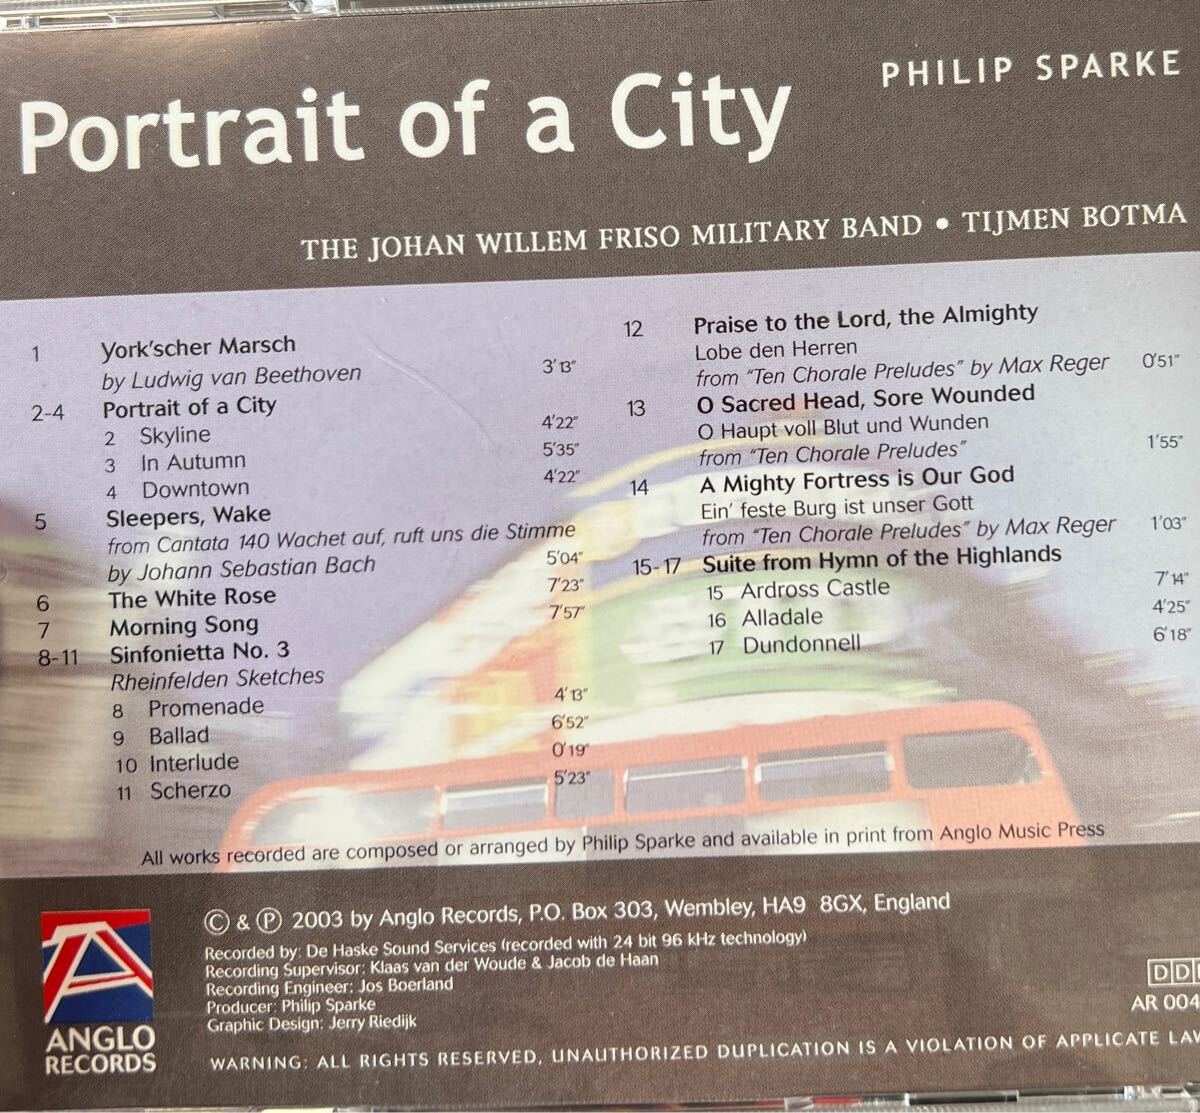 PHILIP SPARKE
Portrait of a City
THE JOHAN WILLEM FRISO MILITARY BAND • TIJMEN BOTMA
1 York'scher Marsch
by Ludwig van Beethoven 3'13"
2-4 Portrait of a City
2 Skyline 4'22"
3 In Autumn 5'35"
4 Downtown 4'22"
5 Sleepers, Wake
from Cantata 140 Wachet auf, ruft uns die Stimme
by Johann Sebastian Bach 5'04"
6 The White Rose 7'23"
7 Morning Song 7'57"
8-11 Sinfonietta No. 3
Rheinfelden Sketches
8 Promenade 4'13"
9 Ballad 6'52"
10 Interlude 0'19"
11 Scherzo 5'23"
12 Praise to the Lord, the Almighty
Lobe den Herren
from "Ten Chorale Preludes" by Max Reger 0'51"
13 O Sacred Head, Sore Wounded
O Haupt voll Blut und Wunden
from "Ten Chorale Preludes" 1'55"
14 A Mighty Fortress is Our God
Ein' feste Burg ist unser Gott
from "Ten Chorale Preludes" by Max Reger 1'03"
15-17 Suite from Hymn of the Highlands
15 Ardross Castle 7'14"
16 Alladale 4'25"
17 Dundonnell 6'18"
All works recorded are composed or arranged by Philip Sparke and available in print from Anglo Music Press
© & ℗ 2003 by Anglo Records, P.O. Box 303, Wembley, HA9 8GX, England
Recorded by: De Haske Sound Services (recorded with 24 bit 96 kHz technology)
Recording Supervisor: Klaas van der Woude & Jacob de Haan
Recording Engineer: Jos Boerland
Producer: Philip Sparke
Graphic Design: Jerry Riedijk
ANGLO
RECORDS
DD
AR 004
WARNING: ALL RIGHTS RESERVED, UNAUTHORIZED DUPLICATION IS A VIOLATION OF APPLICATE LAW